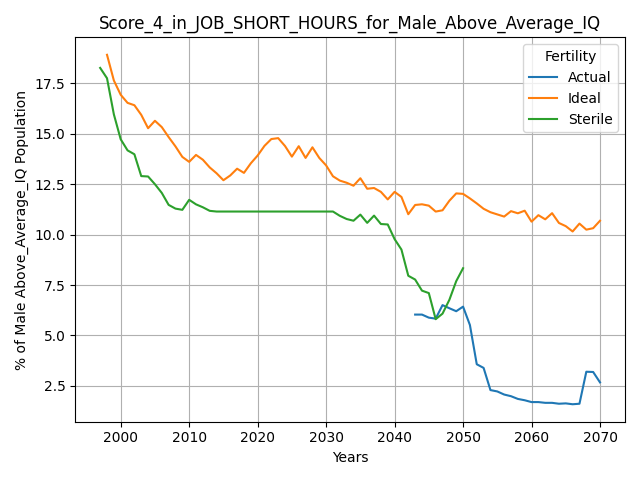 Score_4_in_JOB_SHORT_HOURS_for_Male_Above_Average_IQ
% of Male Above_Average_IQ Population
17.5
15.0
12.5
10.0
7.5
5.0
2.5
Fertility
Actual
Ideal
Sterile
2000 2010 2020 2030 2040 2050 2060 2070
Years